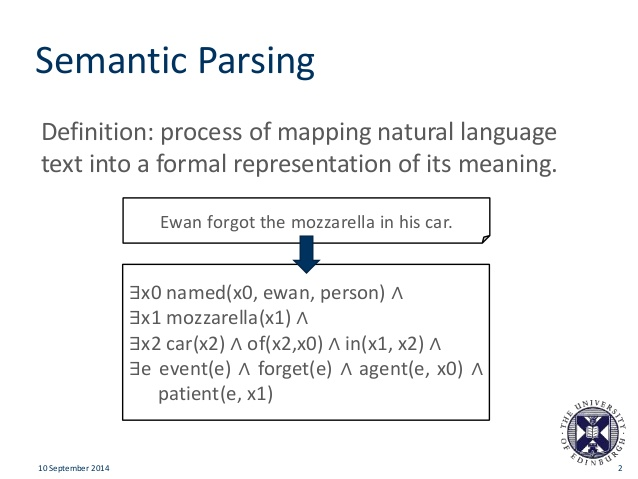 Semantic Parsing
Definition: process of mapping natural language
text into a formal representation of its meaning.
Ewan forgot the mozzarella in his car.
∃x0 named(x0, ewan, person) ∧
∃x1 mozzarella(x1) ∧
∃x2 car(x2) ∧ of(x2,x0) ∧ in(x1, x2) ∧
∃e event(e) ∧ forget(e) ∧ agent(e, x0) ∧
patient(e, x1)
THE UNIVERSITY
OF EDINBURGH
10 September 2014
2